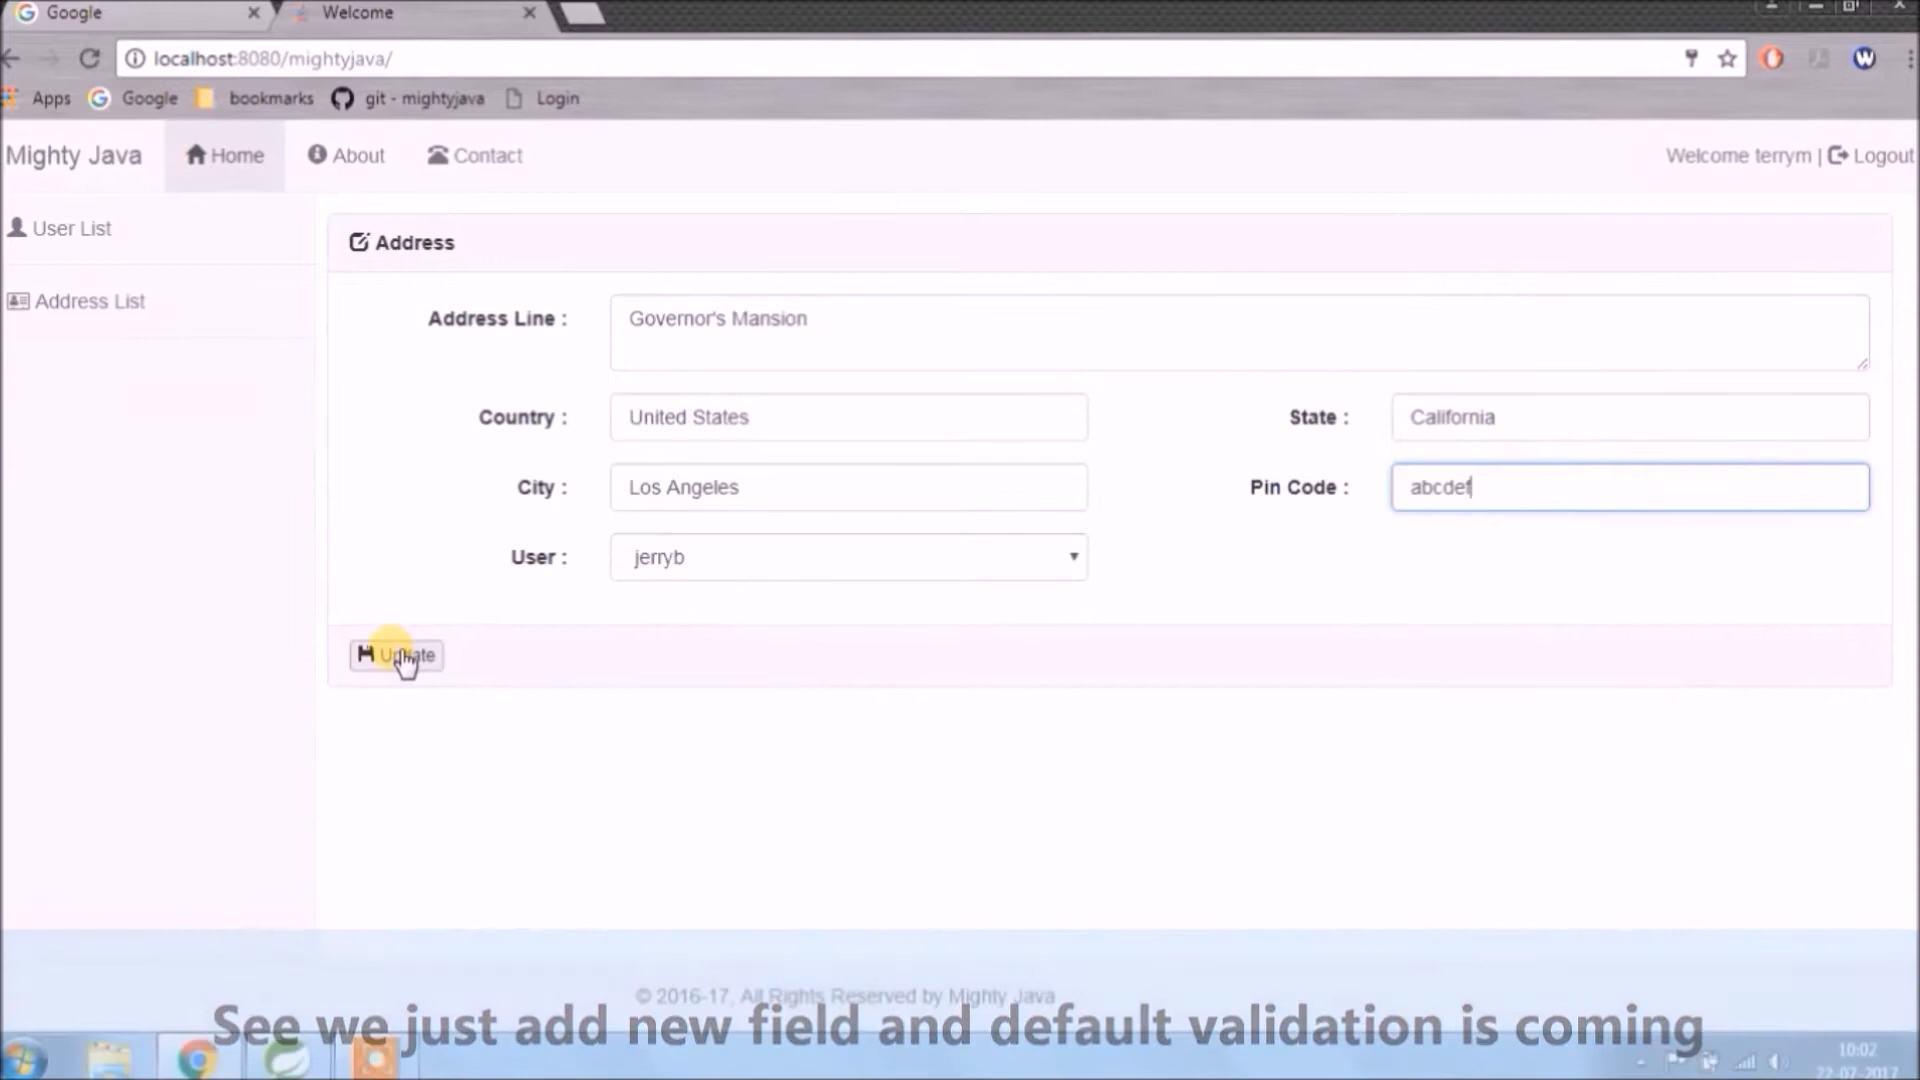 Google
Welcome
localhost:8080/mightyjava/
Apps
Google
bookmarks
git - mightyjava
Login
Mighty Java
Home
About
Contact
Welcome terrym | Logout
User List
Address List
Address
Address Line :
Governor's Mansion
Country :
United States
State :
California
City :
Los Angeles
Pin Code :
abcdef
User :
jerryb
Update
© 2016-17, All Rights Reserved by Mighty Java
See we just add new field and default validation is coming
10:02
22-07-2017